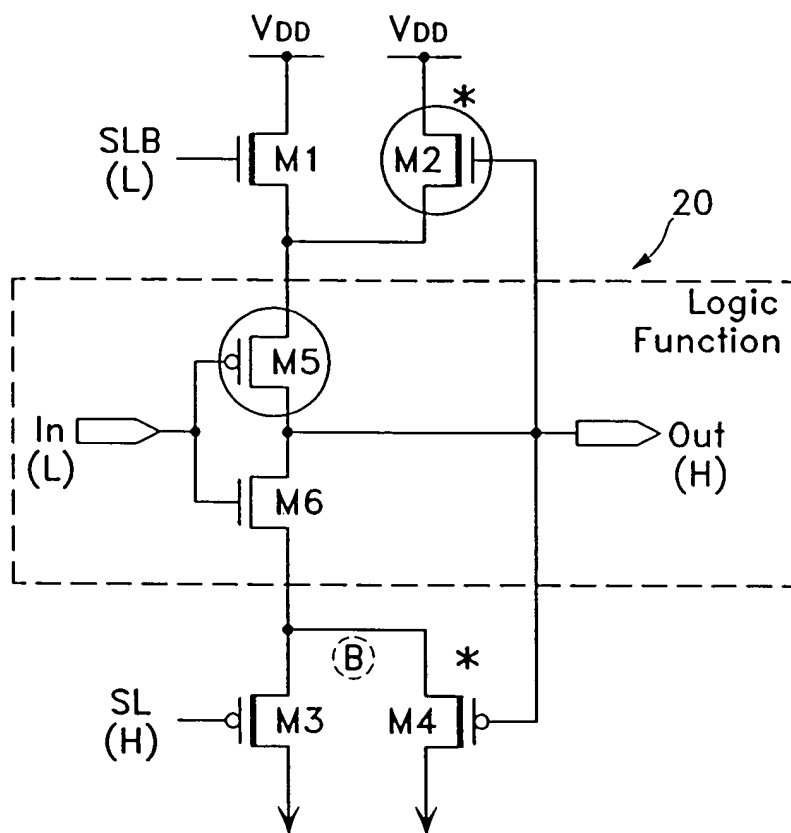 VDD VDD
*
SLB
(L)
M1 M2
20
Logic
Function
M5
In
(L)
Out
(H)
M6
B *
SL
(H)
M3 M4